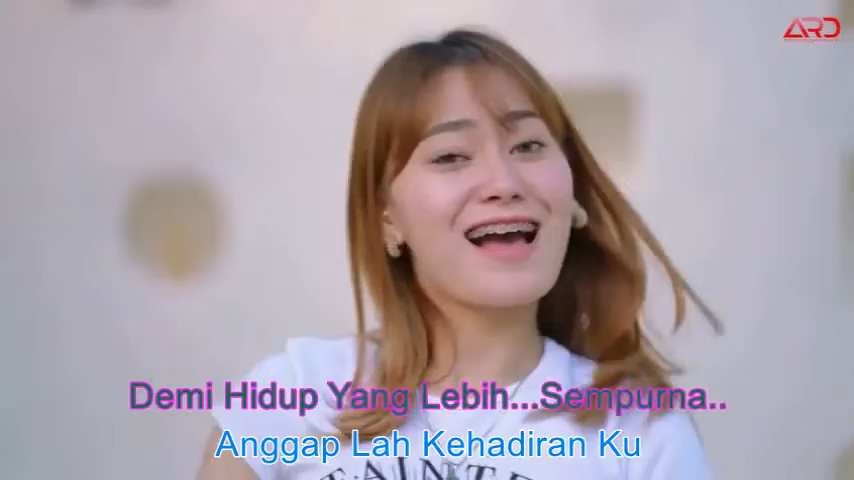 ARD
Demi Hidup Yang Lebih...Sempurna..
Anggap Lah Kehadiran Ku